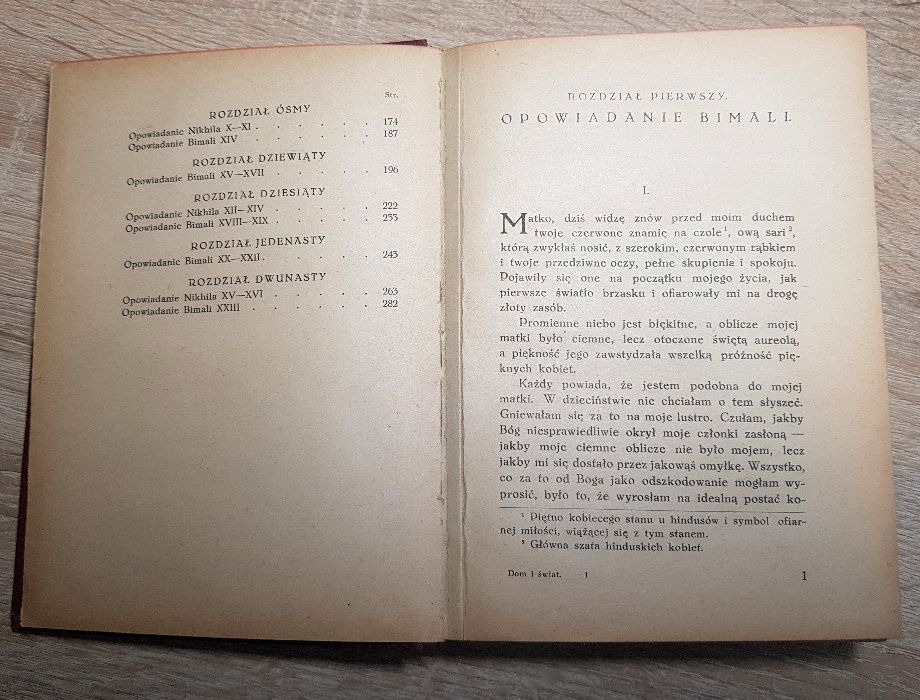 Str.
ROZDZIAŁ ÓSMY
Opowiadanie Nikhila X—XI . . . . . . 174
Opowiadanie Bimali XIV . . . . . . 187
ROZDZIAŁ DZIEWIĄTY
Opowiadanie Bimali XV—XVII . . . . . 196
ROZDZIAŁ DZIESIĄTY
Opowiadanie Nikhila XII—XIV . . . . . 222
Opowiadanie Bimali XVIII—XIX . . . . . 233
ROZDZIAŁ JEDENASTY
Opowiadanie Bimali XX—XXII . . . . . 243
ROZDZIAŁ DWUNASTY
Opowiadanie Nikhila XV—XVI . . . . . 263
Opowiadanie Bimali XXIII . . . . . . 282
ROZDZIAŁ PIERWSZY.
OPOWIADANIE BIMALI.
I.
Matko, dziś widzę znów przed moim duchem
twoje czerwone znamię na czole¹, ową sari²,
którą zwykłaś nosić, z szerokim, czerwonym rąbkiem
i twoje przedziwne oczy, pełne skupienia i spokoju.
Pojawiły się one na początku mojego życia, jak
pierwsze światło brzasku i ofiarowały mi na drogę
złoty zasób.
Promienne niebo jest błękitne, a oblicze mojej
matki było ciemne, lecz otoczone świętą aureolą,
a piękność jego zawstydzała wszelką próżność pię-
knych kobiet.
Każdy powiada, że jestem podobna do mojej
matki. W dzieciństwie nie chciałam o tem słyszeć.
Gniewałam się za to na moje lustro. Czułam, jakby
Bóg niesprawiedliwie okrył moje członki zasłoną —
jakby moje ciemne oblicze nie było mojem, lecz
jakby mi się dostało przez jakowąś omyłkę. Wszystko,
co za to od Boga jako odszkodowanie mogłam wy-
prosić, było to, że wyrosłam na idealną postać ko-
¹ Piętno kobiecego stanu u hindusów i symbol ofiar-
nej miłości, wiążącej się z tym stanem.
² Główna szata hinduskich kobiet.
Dom i świat. 1
1